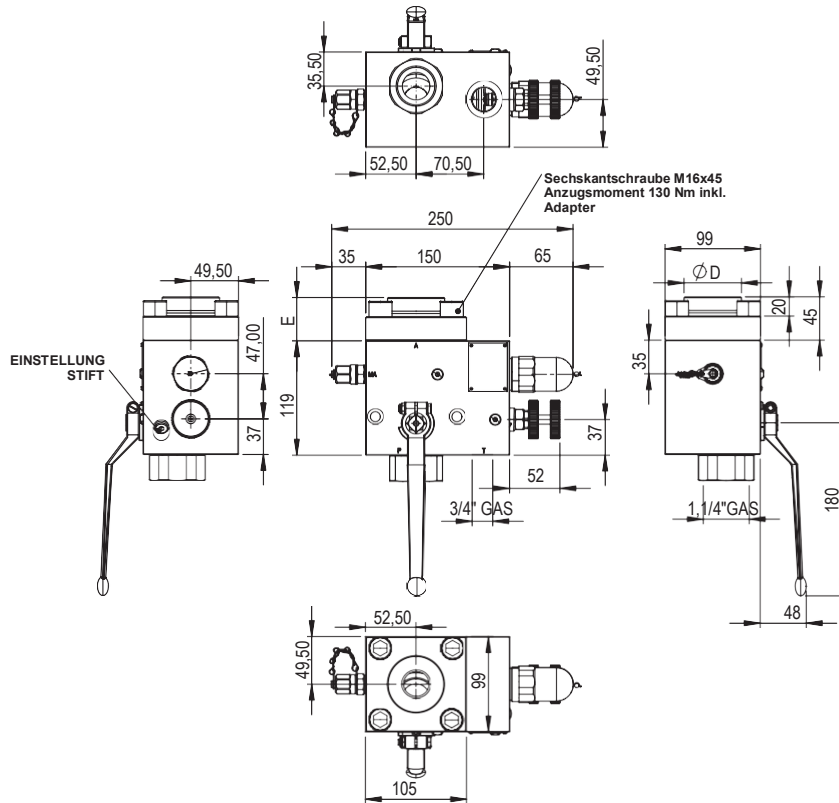 35,50
49,50
52,50
70,50
Sechskantschraube M16x45
Anzugsmoment 130 Nm inkl.
Adapter
250
35
150
65
49,50
47,00
37
EINSTELLUNG
STIFT
E
119
A
MA
P
T
37
52
3/4" GAS
99
ØD
20
45
35
180
1,1/4"GAS
48
52,50
49,50
99
105